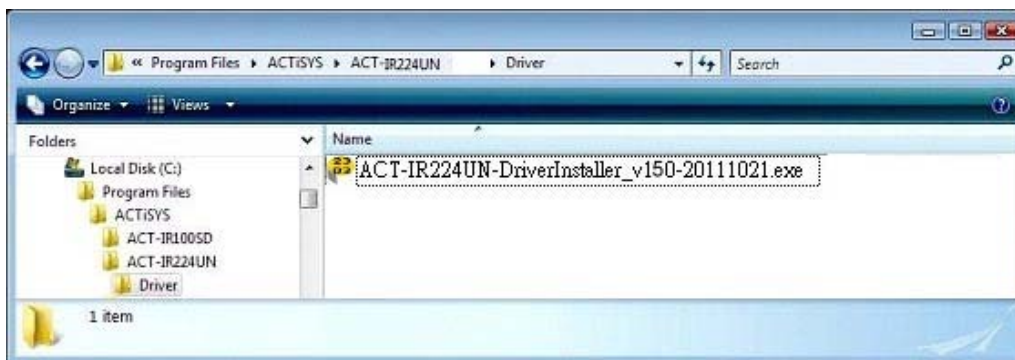 « Program Files ACTiSYS ACT-IR224UN Driver Search
Organize Views
Folders Name
Local Disk (C:) ACT-IR224UN-DriverInstaller_v150-20111021.exe
Program Files
ACTiSYS
ACT-IR100SD
ACT-IR224UN
Driver
1 item